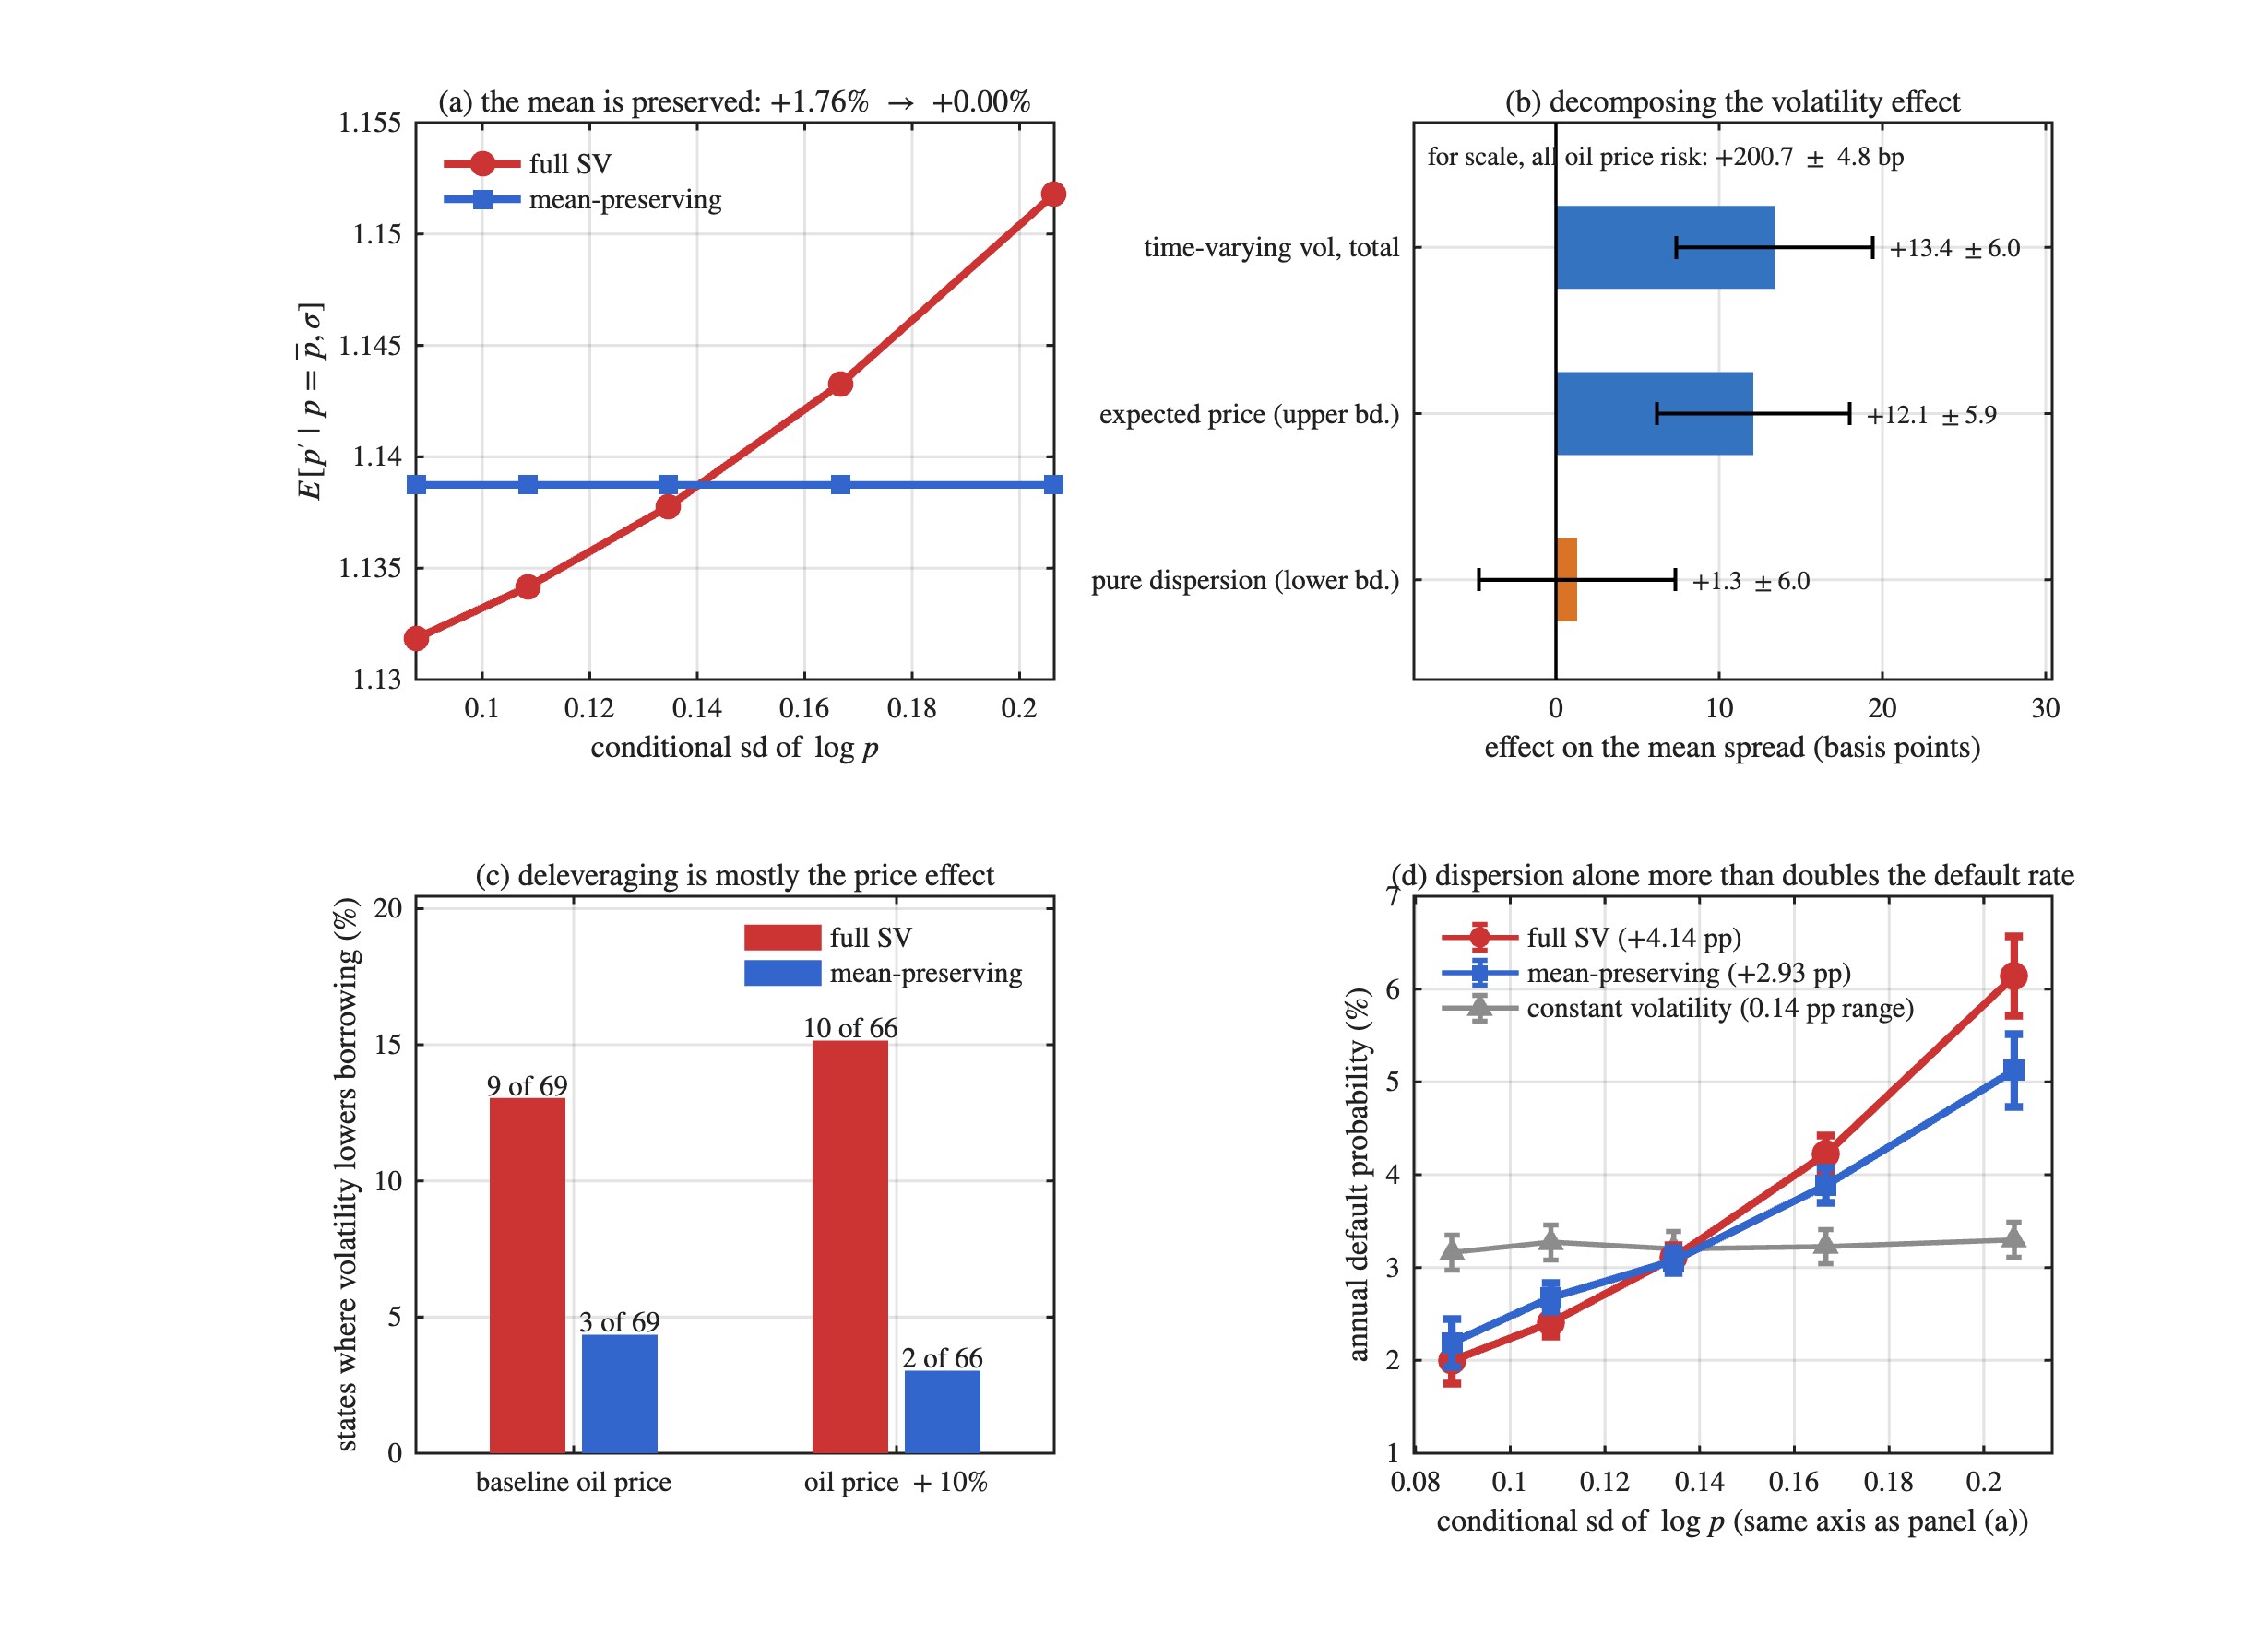 (a) the mean is preserved: +1.76% → +0.00%
1.155
1.15
1.145
1.14
1.135
1.13
E[p′ | p = p̅, σ]
full SV
mean-preserving
0.1 0.12 0.14 0.16 0.18 0.2
conditional sd of log p
(b) decomposing the volatility effect
for scale, all oil price risk: +200.7 ± 4.8 bp
time-varying vol, total
+13.4 ±6.0
expected price (upper bd.)
+12.1 ±5.9
pure dispersion (lower bd.)
+1.3 ±6.0
0 10 20 30
effect on the mean spread (basis points)
(c) deleveraging is mostly the price effect
20
15
10
5
0
states where volatility lowers borrowing (%)
full SV
mean-preserving
9 of 69
3 of 69
10 of 66
2 of 66
baseline oil price
oil price + 10%
(d) dispersion alone more than doubles the default rate
7
6
5
4
3
2
1
annual default probability (%)
full SV (+4.14 pp)
mean-preserving (+2.93 pp)
constant volatility (0.14 pp range)
0.08 0.1 0.12 0.14 0.16 0.18 0.2
conditional sd of log p (same axis as panel (a))